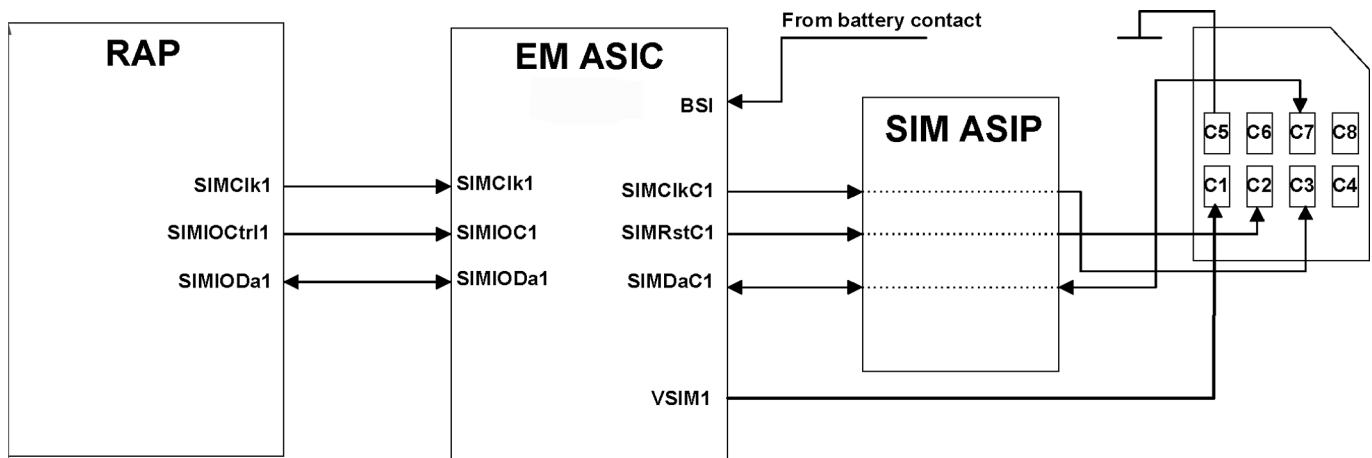 From battery contact
RAP
EM ASIC
BSI
SIM ASIP
C5 C6 C7 C8
C1 C2 C3 C4
SIMClk1
SIMIOCtrl1
SIMIODa1
SIMClk1
SIMIOC1
SIMIODa1
SIMClkC1
SIMRstC1
SIMDaC1
VSIM1